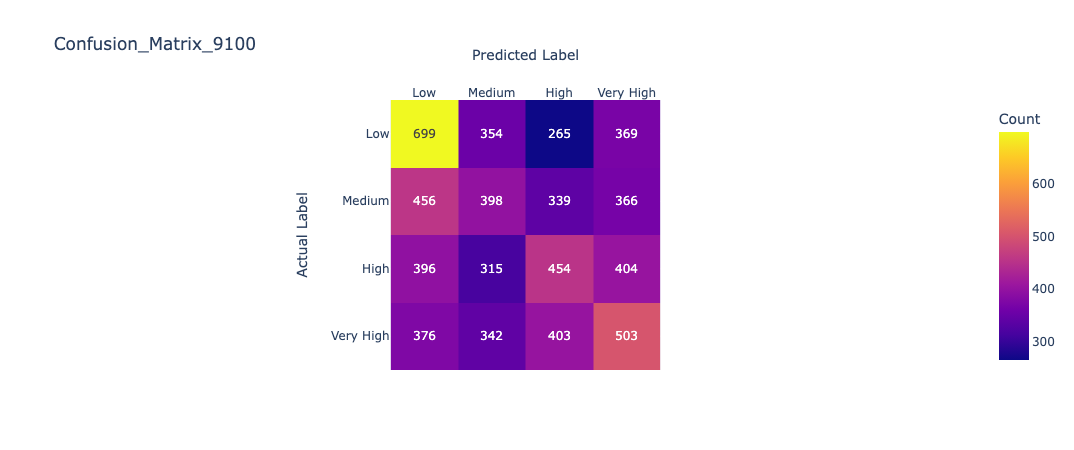 Confusion_Matrix_9100
Predicted Label
Low Medium High Very High
Count
Low 699 354 265 369
600
Medium 456 398 339 366
Actual Label
500
High 396 315 454 404
400
Very High 376 342 403 503
300